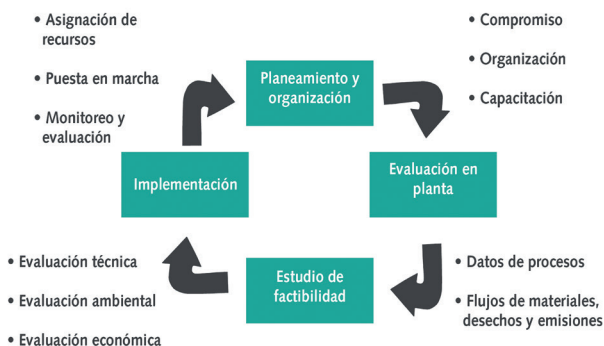 • Asignación de
recursos
• Puesta en marcha
• Monitoreo y
evaluación
Planeamiento y
organización
• Compromiso
• Organización
• Capacitación
Implementación
Evaluación en
planta
• Evaluación técnica
• Evaluación ambiental
• Evaluación económica
Estudio de
factibilidad
• Datos de procesos
• Flujos de materiales,
desechos y emisiones